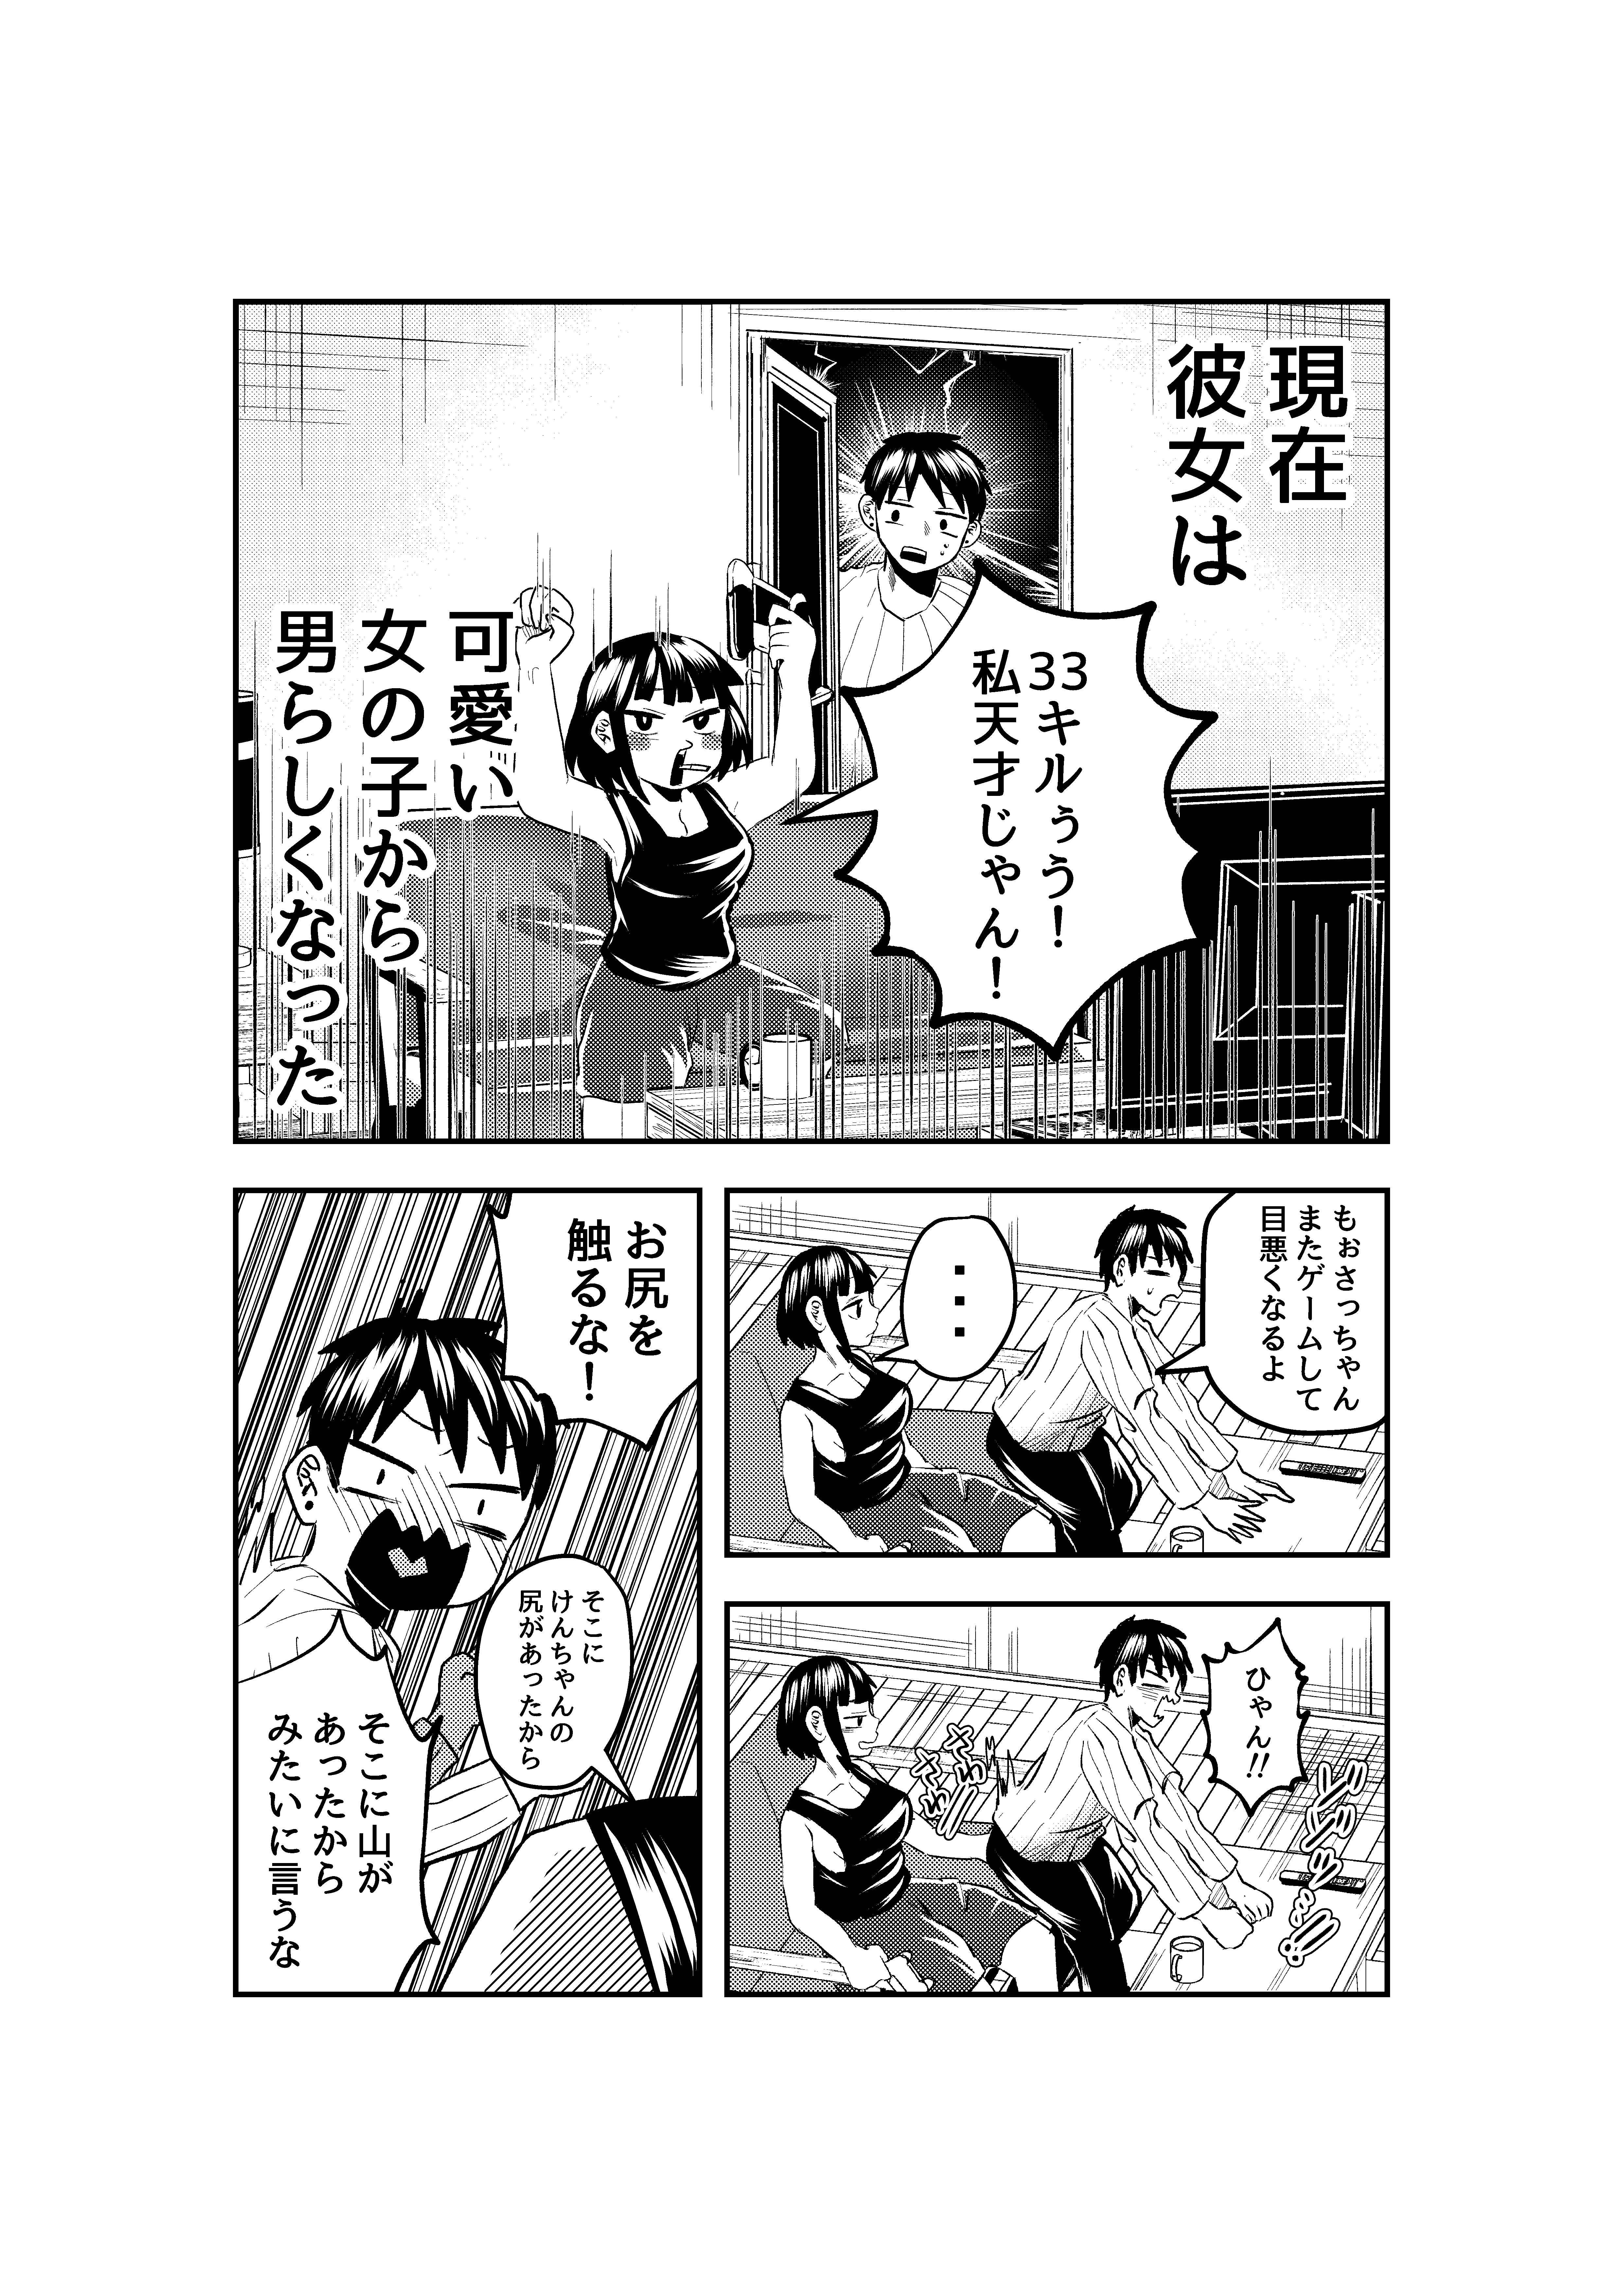 現在
彼女は
33キルぅう！
私天才じゃん！
可愛い
女の子から
男らしくなった
もぉさっちゃん
またゲームして
目悪くなるよ
・・・
ひゃん!!
さわ
さわ
お尻を
触るな！
そこに
けんちゃんの
尻があったから
そこに山が
あったから
みたいに言うな